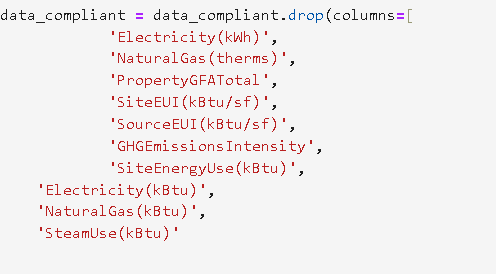 data_compliant = data_compliant.drop(columns=[
'Electricity(kWh)',
'NaturalGas(therms)',
'PropertyGFATotal',
'SiteEUI(kBtu/sf)',
'SourceEUI(kBtu/sf)',
'GHGEmissionsIntensity',
'SiteEnergyUse(kBtu)',
'Electricity(kBtu)',
'NaturalGas(kBtu)',
'SteamUse(kBtu)'